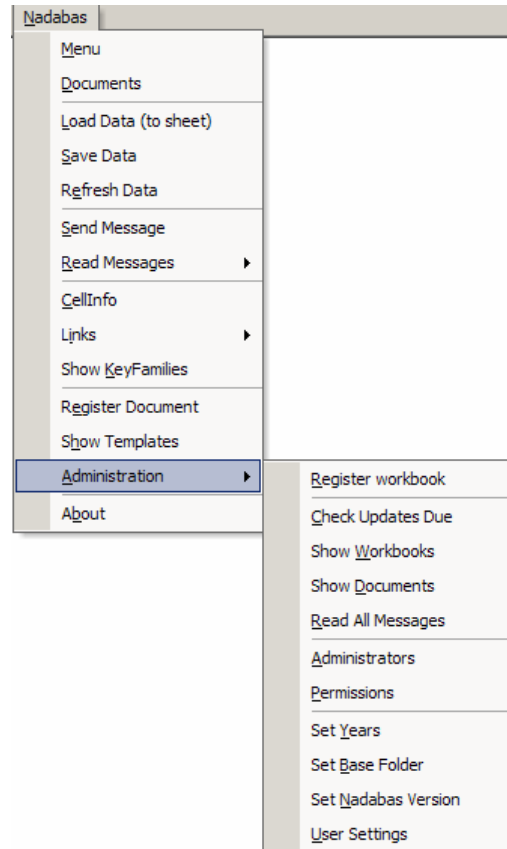 Nadabas
Menu
Documents
Load Data (to sheet)
Save Data
Refresh Data
Send Message
Read Messages
CellInfo
Links
Show KeyFamilies
Register Document
Show Templates
Administration
About
Register workbook
Check Updates Due
Show Workbooks
Show Documents
Read All Messages
Administrators
Permissions
Set Years
Set Base Folder
Set Nadabas Version
User Settings